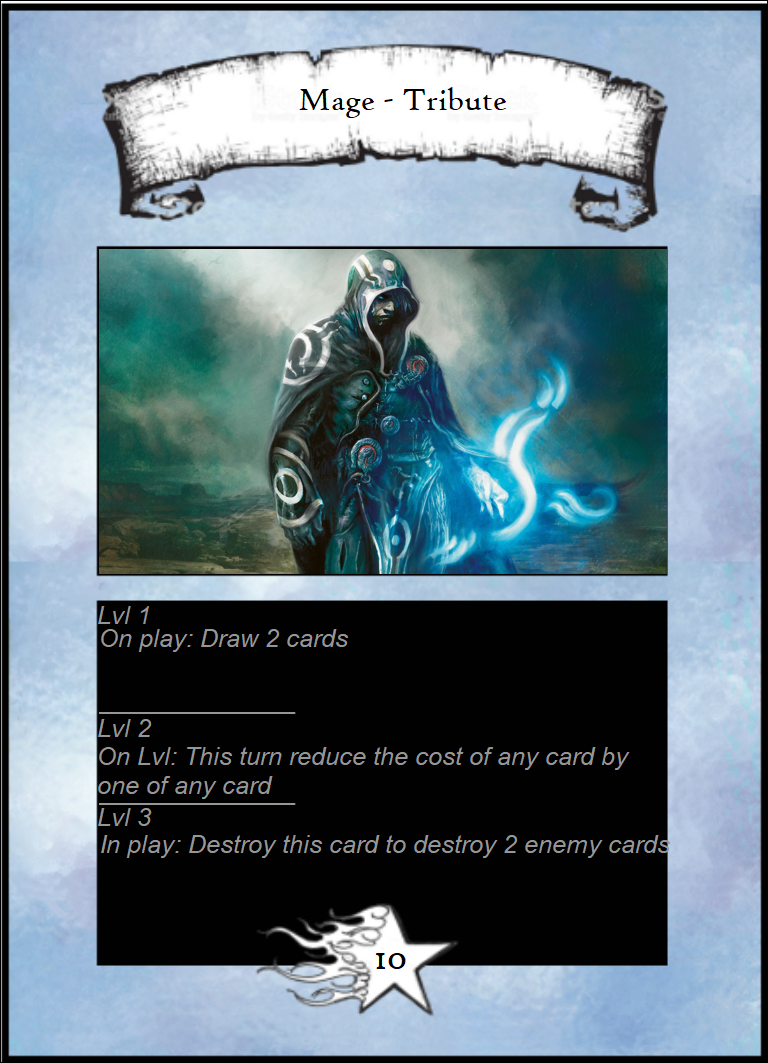 Mage - Tribute
Lvl 1
On play: Draw 2 cards
Lvl 2
On Lvl: This turn reduce the cost of any card by
one of any card
Lvl 3
In play: Destroy this card to destroy 2 enemy cards
10